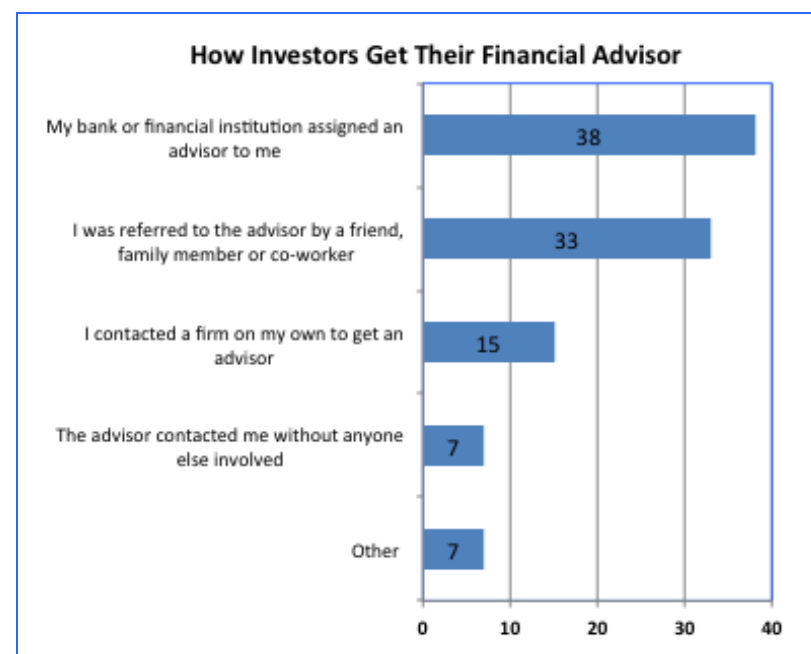 How Investors Get Their Financial Advisor
My bank or financial institution assigned an
advisor to me
38
I was referred to the advisor by a friend,
family member or co-worker
33
I contacted a firm on my own to get an
advisor
15
The advisor contacted me without anyone
else involved
7
Other
7
0 10 20 30 40